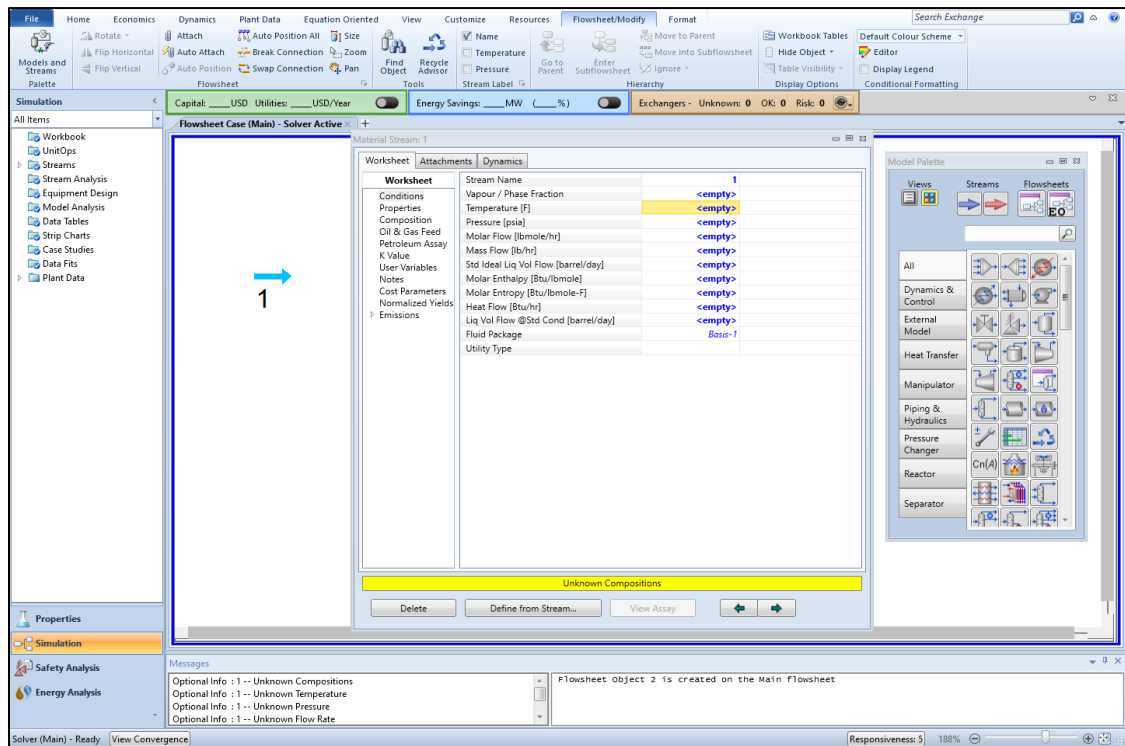 File Home Economics Dynamics Plant Data Equation Oriented View Customize Resources Flowsheet/Modify Format Search Exchange
Models and Streams
Rotate
Flip Horizontal
Flip Vertical
Palette
Attach Auto Position All Size
Auto Attach Break Connection Zoom
Auto Position Swap Connection Pan
Flowsheet
Find Object
Recycle Advisor
Tools
Name
Temperature
Pressure
Stream Label
Go to Parent
Enter Subflowsheet
Move to Parent
Move into Subflowsheet
Ignore
Hierarchy
Workbook Tables
Hide Object
Table Visibility
Display Options
Default Colour Scheme
Editor
Display Legend
Conditional Formatting
Simulation
All Items
Workbook
UnitOps
Streams
Stream Analysis
Equipment Design
Model Analysis
Data Tables
Strip Charts
Case Studies
Data Fits
Plant Data
Properties
Simulation
Safety Analysis
Energy Analysis
Capital: ____USD Utilities: ____USD/Year
Energy Savings: ____MW (____%)
Exchangers - Unknown: 0 OK: 0 Risk: 0
Flowsheet Case (Main) - Solver Active
1
Material Stream: 1
Worksheet Attachments Dynamics
Worksheet
Conditions
Properties
Composition
Oil & Gas Feed
Petroleum Assay
K Value
User Variables
Notes
Cost Parameters
Normalized Yields
Emissions
Stream Name 1
Vapour / Phase Fraction <empty>
Temperature [F] <empty>
Pressure [psia] <empty>
Molar Flow [lbmole/hr] <empty>
Mass Flow [lb/hr] <empty>
Std Ideal Liq Vol Flow [barrel/day] <empty>
Molar Enthalpy [Btu/lbmole] <empty>
Molar Entropy [Btu/lbmole-F] <empty>
Heat Flow [Btu/hr] <empty>
Liq Vol Flow @Std Cond [barrel/day] <empty>
Fluid Package Basis-1
Utility Type
Unknown Compositions
Delete Define from Stream... View Assay
Model Palette
Views Streams Flowsheets
EO
All
Dynamics & Control
External Model
Heat Transfer
Manipulator
Piping & Hydraulics
Pressure Changer
Reactor
Separator
Cn(A)
Messages
Optional Info : 1 -- Unknown Compositions
Optional Info : 1 -- Unknown Temperature
Optional Info : 1 -- Unknown Pressure
Optional Info : 1 -- Unknown Flow Rate
Flowsheet Object 2 is created on the Main flowsheet
Solver (Main) - Ready View Convergence Responsiveness: 5 188%